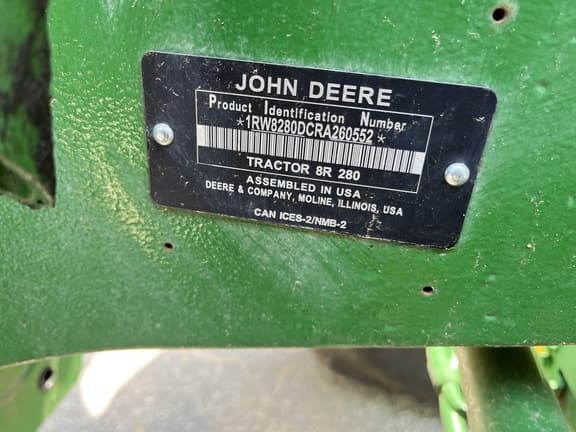 JOHN DEERE
Product Identification Number
*1RW8280DCRA260552*
TRACTOR 8R 280
ASSEMBLED IN USA
DEERE & COMPANY, MOLINE, ILLINOIS, USA
CAN ICES-2/NMB-2